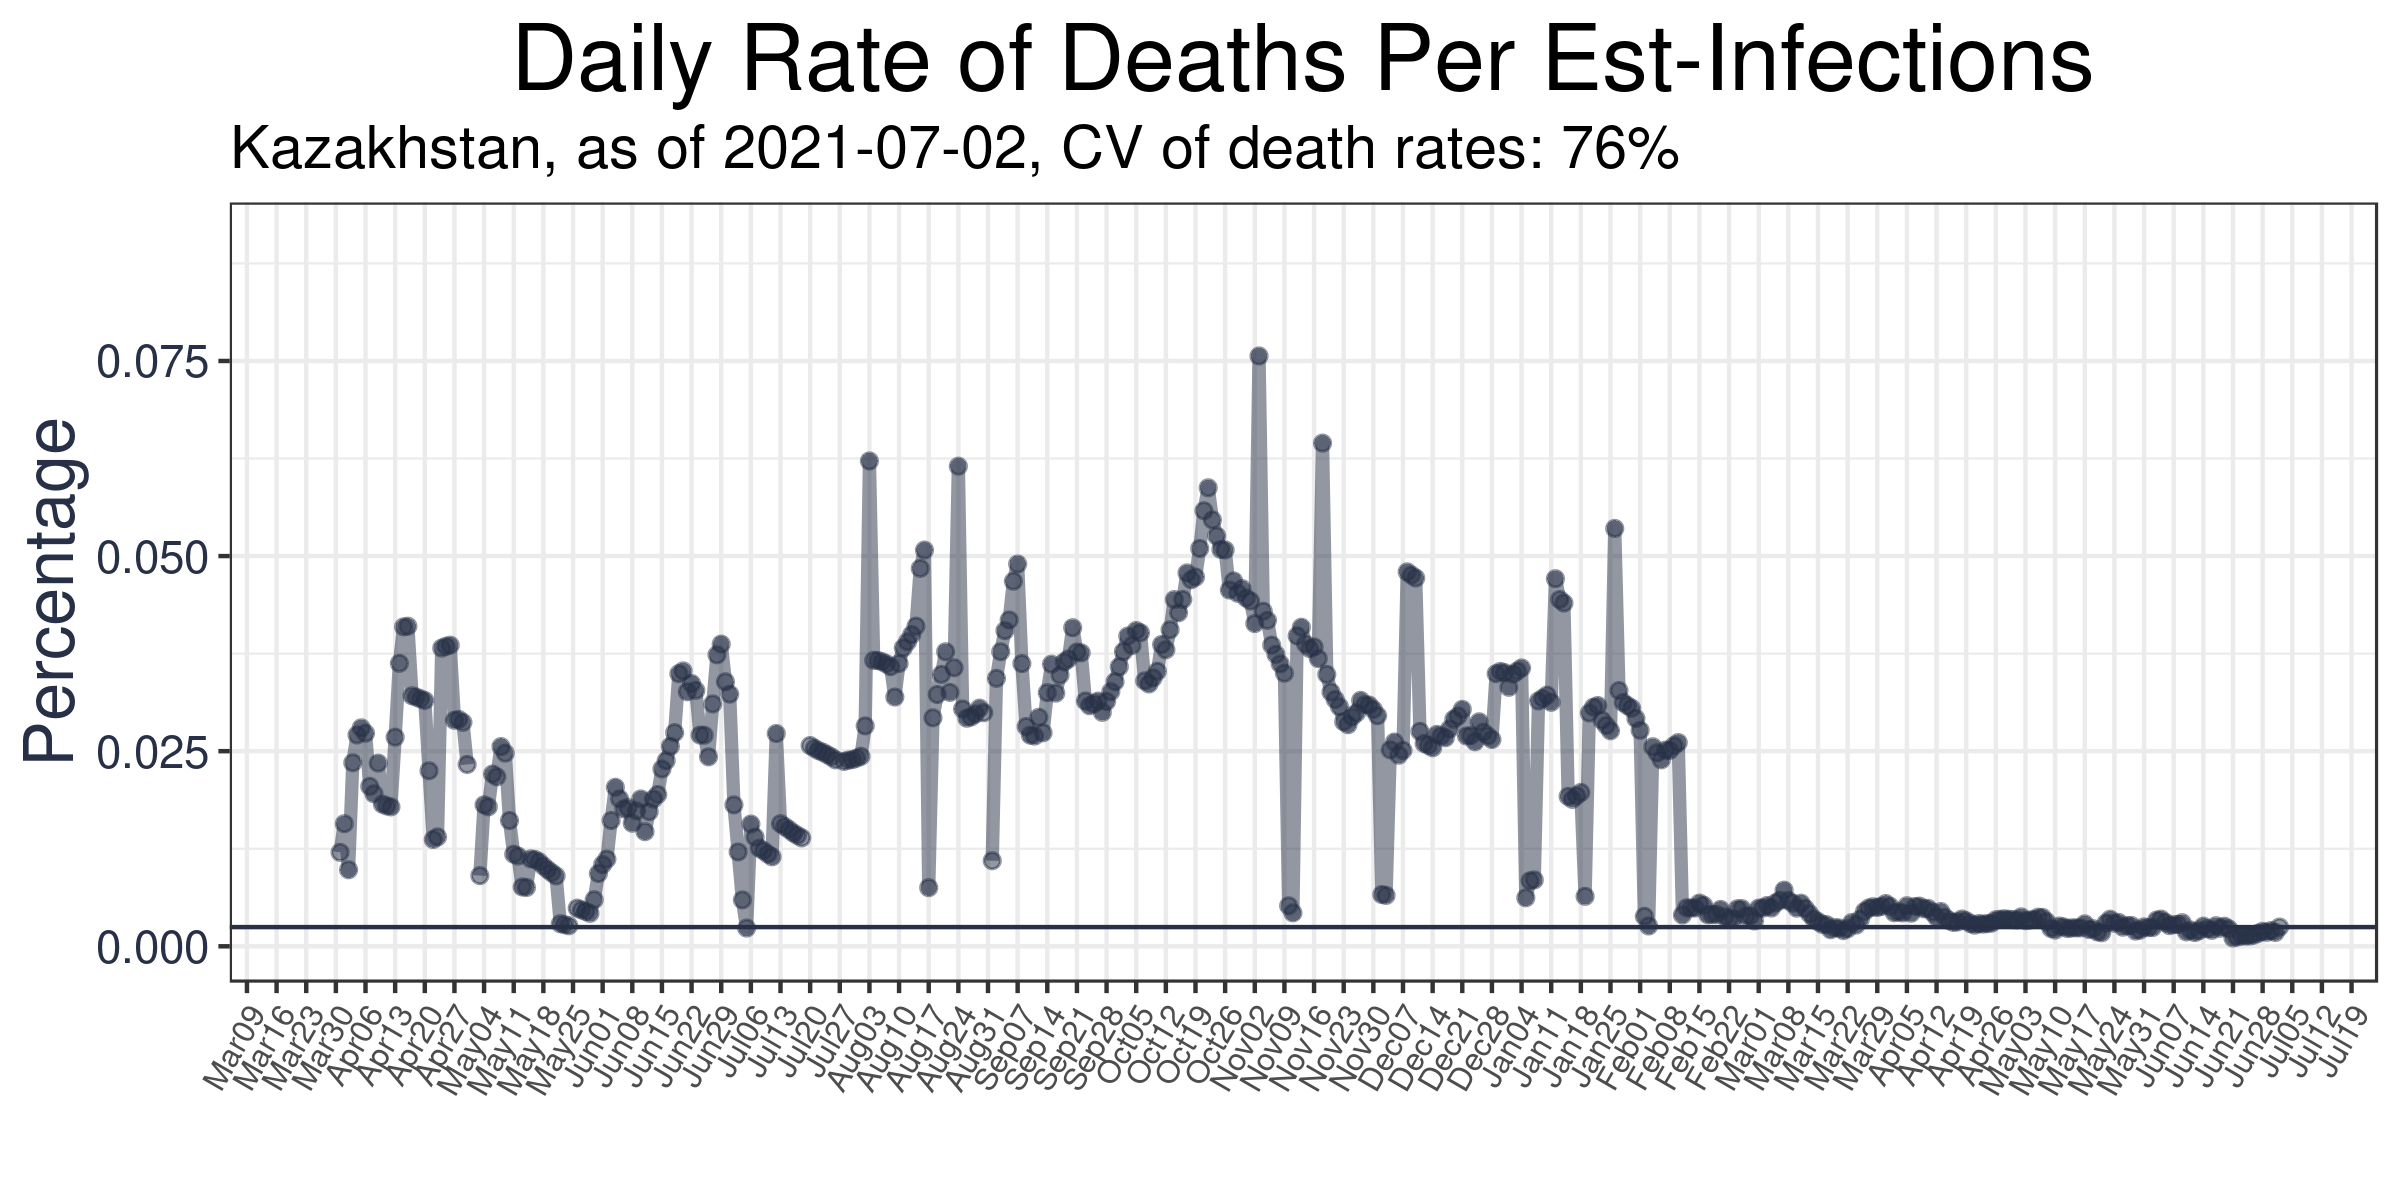 Daily Rate of Deaths Per Est-Infections
Kazakhstan, as of 2021-07-02, CV of death rates: 76%
Percentage
0.075
0.050
0.025
0.000
Mar09
Mar16
Mar23
Mar30
Apr06
Apr13
Apr20
Apr27
May04
May11
May18
May25
Jun01
Jun08
Jun15
Jun22
Jun29
Jul06
Jul13
Jul20
Jul27
Aug03
Aug10
Aug17
Aug24
Aug31
Sep07
Sep14
Sep21
Sep28
Oct05
Oct12
Oct19
Oct26
Nov02
Nov09
Nov16
Nov23
Nov30
Dec07
Dec14
Dec21
Dec28
Jan04
Jan11
Jan18
Jan25
Feb01
Feb08
Feb15
Feb22
Mar01
Mar08
Mar15
Mar22
Mar29
Apr05
Apr12
Apr19
Apr26
May03
May10
May17
May24
May31
Jun07
Jun14
Jun21
Jun28
Jul05
Jul12
Jul19